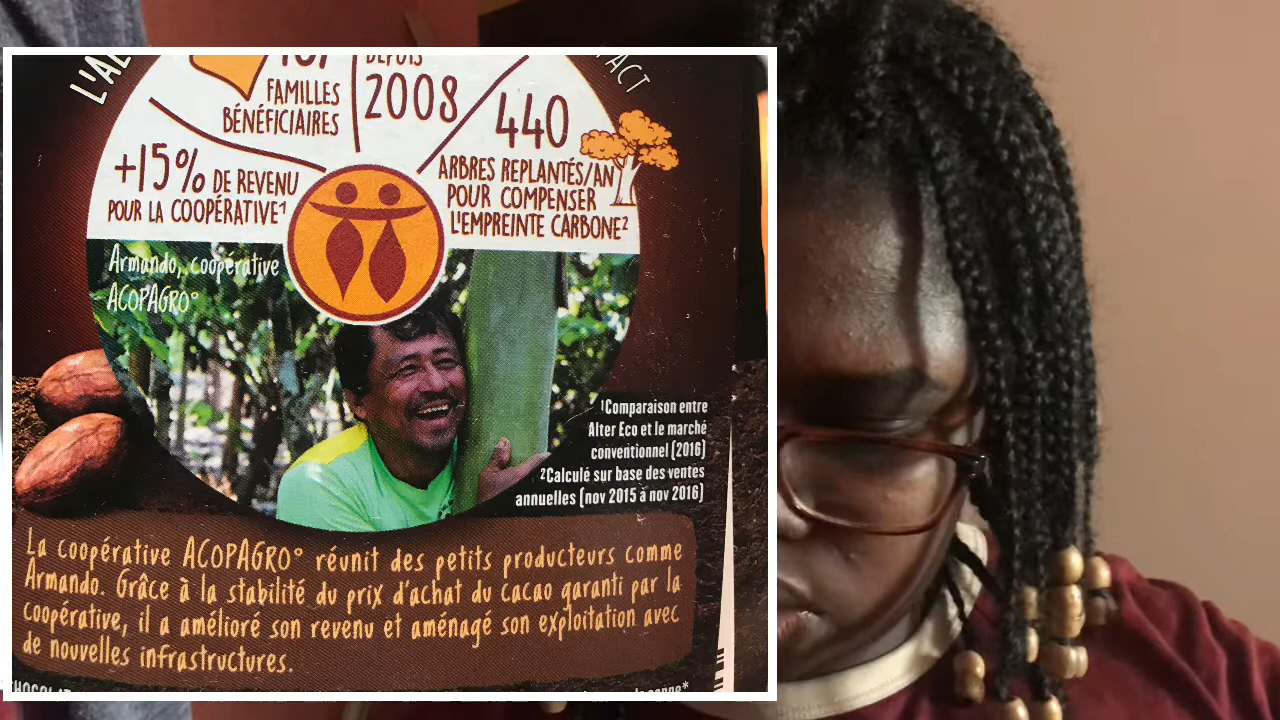 FAMILLES
BÉNÉFICIAIRES
DEPUIS
2008
440
ARBRES REPLANTÉS/AN
POUR COMPENSER
L'EMPREINTE CARBONE²
+15% DE REVENU
POUR LA COOPÉRATIVE¹
Armando, coopérative
ACOPAGRO°
¹Comparaison entre
Alter Eco et le marché
conventionnel (2016)
²Calculé sur base des ventes
annuelles (nov 2015 à nov 2016)
La coopérative ACOPAGRO° réunit des petits producteurs comme
Armando. Grâce à la stabilité du prix d'achat du cacao garanti par la
coopérative, il a amélioré son revenu et aménagé son exploitation avec
de nouvelles infrastructures.